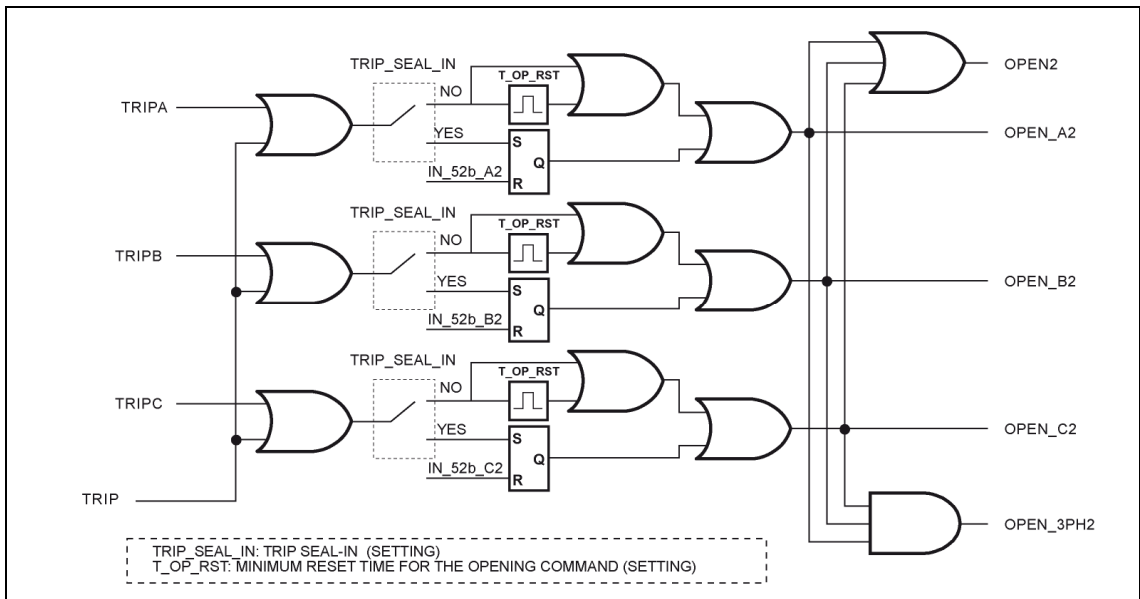 TRIP_SEAL_IN
T_OP_RST
OPEN2
NO
TRIPA
OPEN_A2
YES
S
Q
IN_52b_A2
R
TRIP_SEAL_IN
T_OP_RST
NO
TRIPB
YES
S
OPEN_B2
Q
IN_52b_B2
R
TRIP_SEAL_IN
T_OP_RST
NO
TRIPC
YES
S
OPEN_C2
Q
IN_52b_C2
R
TRIP
OPEN_3PH2
TRIP_SEAL_IN: TRIP SEAL-IN (SETTING)
T_OP_RST: MINIMUM RESET TIME FOR THE OPENING COMMAND (SETTING)